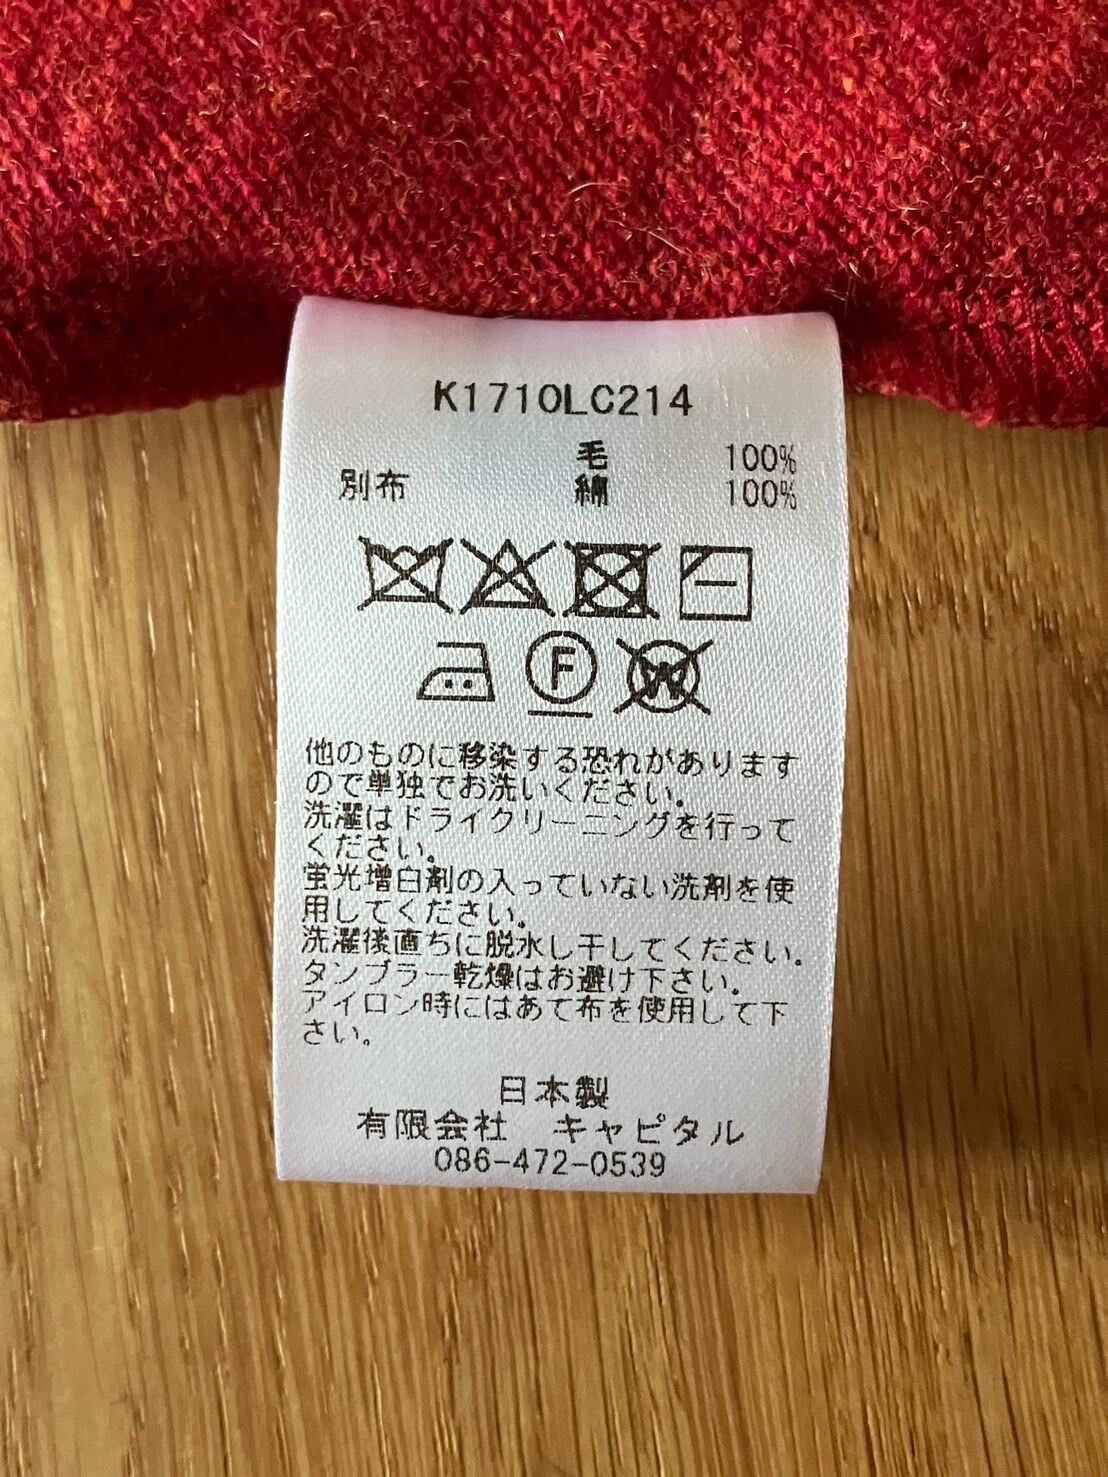 K1710LC214
毛 100%
別布 綿 100%
F
W
他のものに移染する恐れがあります
ので単独でお洗いください。
洗濯はドライクリーニングを行って
ください。
蛍光増白剤の入っていない洗剤を使
用してください。
洗濯後直ちに脱水し干してください。
タンブラー乾燥はお避け下さい。
アイロン時にはあて布を使用して下
さい。
日本製
有限会社 キャピタル
086-472-0539